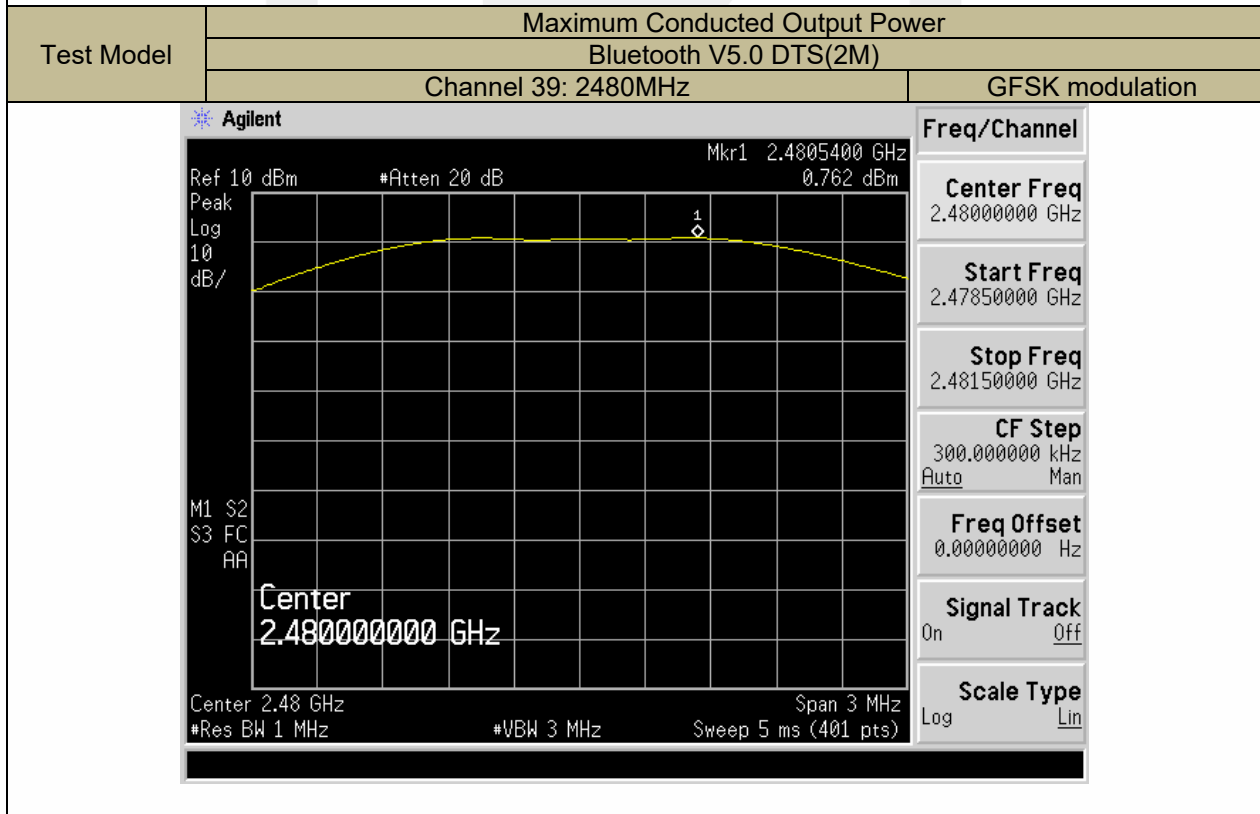 Test Model
Maximum Conducted Output Power
Bluetooth V5.0 DTS(2M)
Channel 39: 2480MHz GFSK modulation
Agilent
Mkr1 2.4805400 GHz
Ref 10 dBm #Atten 20 dB 0.762 dBm
Peak
Log
10
dB/
1
M1 S2
S3 FC
AA
Center
2.480000000 GHz
Center 2.48 GHz Span 3 MHz
#Res BW 1 MHz #VBW 3 MHz Sweep 5 ms (401 pts)
Freq/Channel
Center Freq
2.48000000 GHz
Start Freq
2.47850000 GHz
Stop Freq
2.48150000 GHz
CF Step
300.000000 kHz
Auto Man
Freq Offset
0.00000000 Hz
Signal Track
On Off
Scale Type
Log Lin